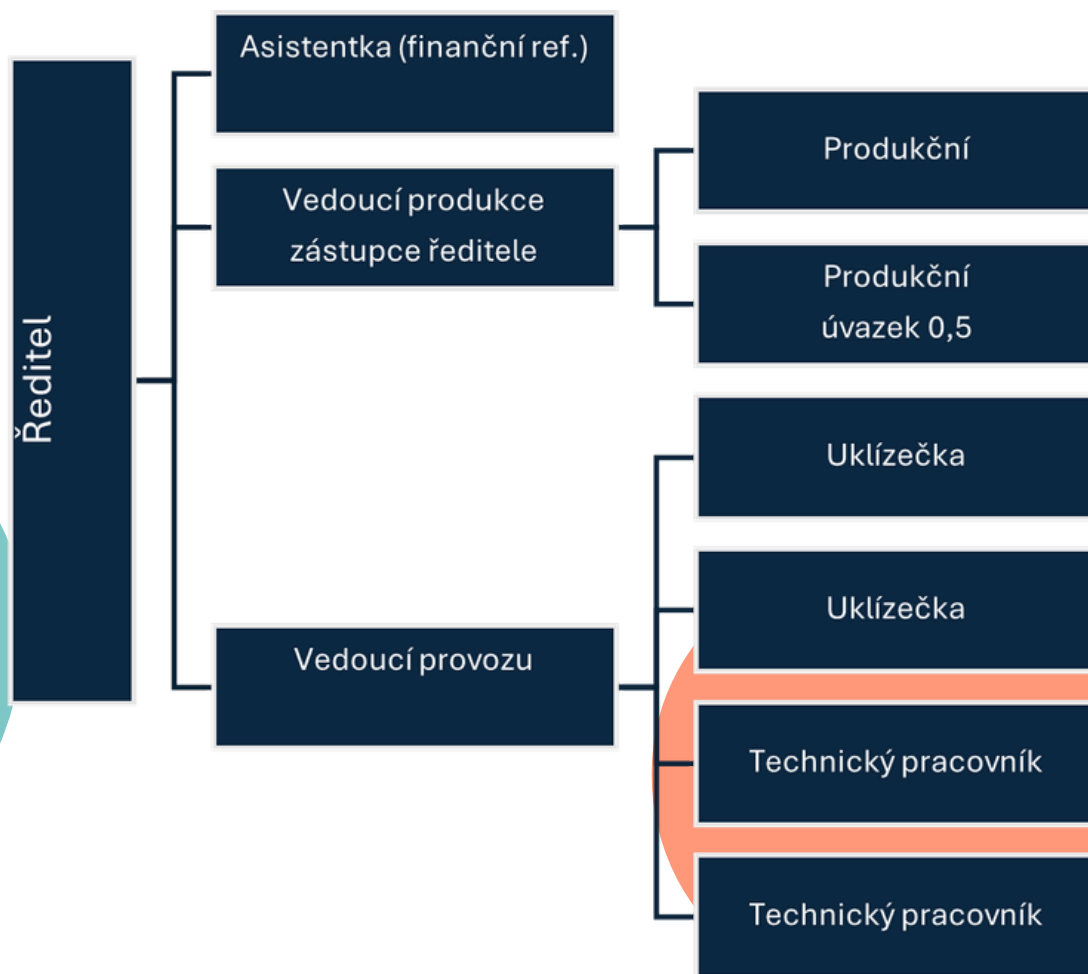 Ředitel
Asistentka (finanční ref.)
Vedoucí produkce
zástupce ředitele
Produkční
Produkční
úvazek 0,5
Vedoucí provozu
Uklízečka
Uklízečka
Technický pracovník
Technický pracovník